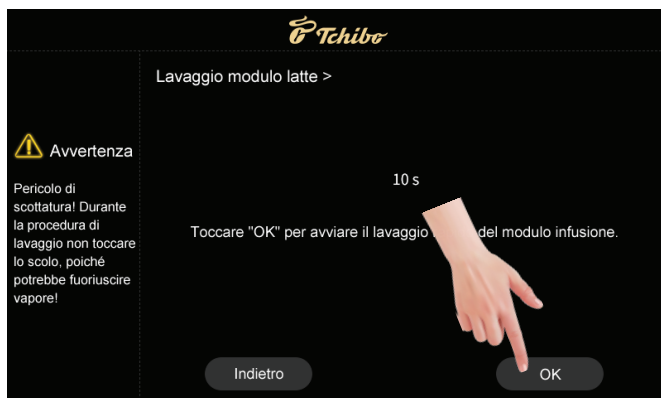 Tchibo
Lavaggio modulo latte >
Avvertenza
Pericolo di
scottatura! Durante
la procedura di
lavaggio non toccare
lo scolo, poiché
potrebbe fuoriuscire
vapore!
10 s
Toccare "OK" per avviare il lavaggio del modulo infusione.
Indietro
OK